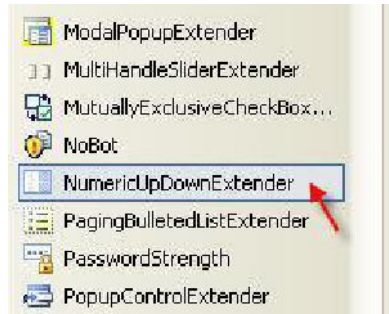 ModalPopupExtender
MultiHandleSliderExtender
MutuallyExclusiveCheckBox...
NoBot
NumericUpDownExtender
PagingBulletedListExtender
PasswordStrength
PopupControlExtender